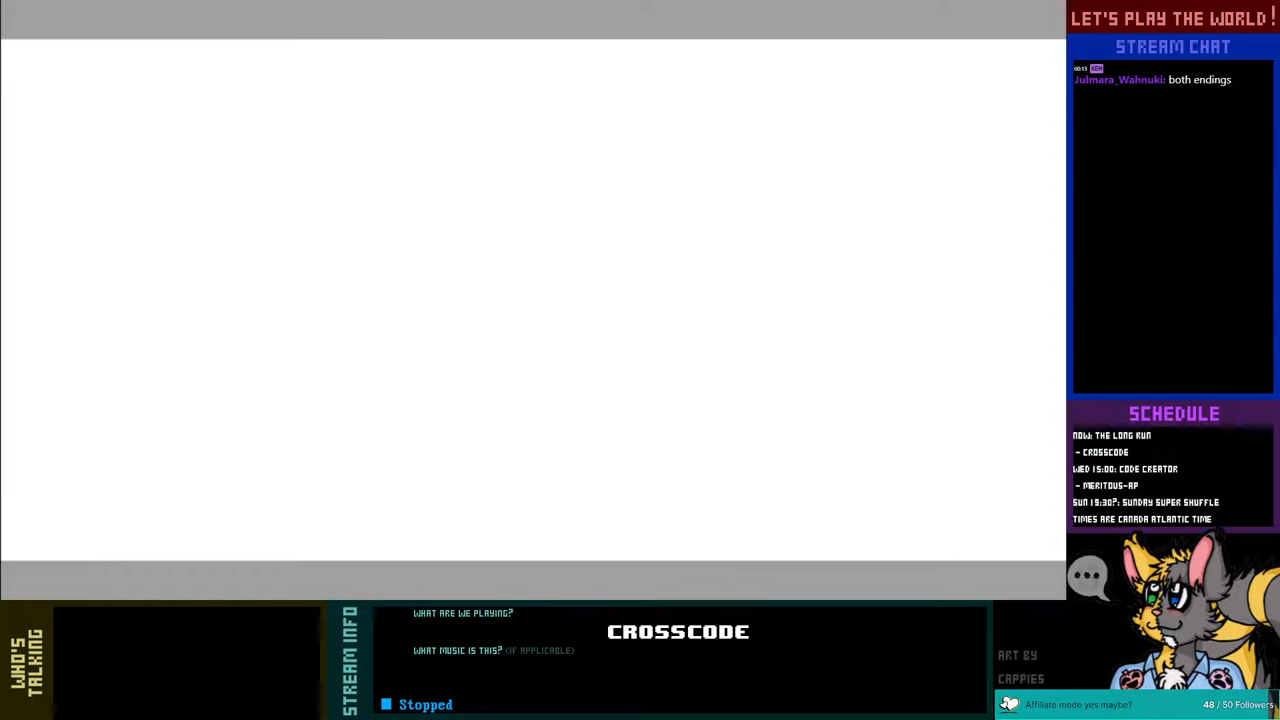 LET'S PLAY THE WORLD!
STREAM CHAT
00:13 NEW
Julmara_Wahnuki: both endings
SCHEDULE
NOW: THE LONG RUN
- CROSSCODE
WED 15:00: CODE CREATOR
- MERITOUS-AP
SUN 19:30?: SUNDAY SUPER SHUFFLE
TIMES ARE CANADA ATLANTIC TIME
WHO'S TALKING
STREAM INFO
WHAT ARE WE PLAYING?
CROSSCODE
WHAT MUSIC IS THIS? (IF APPLICABLE)
Stopped
ART BY
CAPPIES
Affiliate mode yes maybe?
48 / 50 Followers